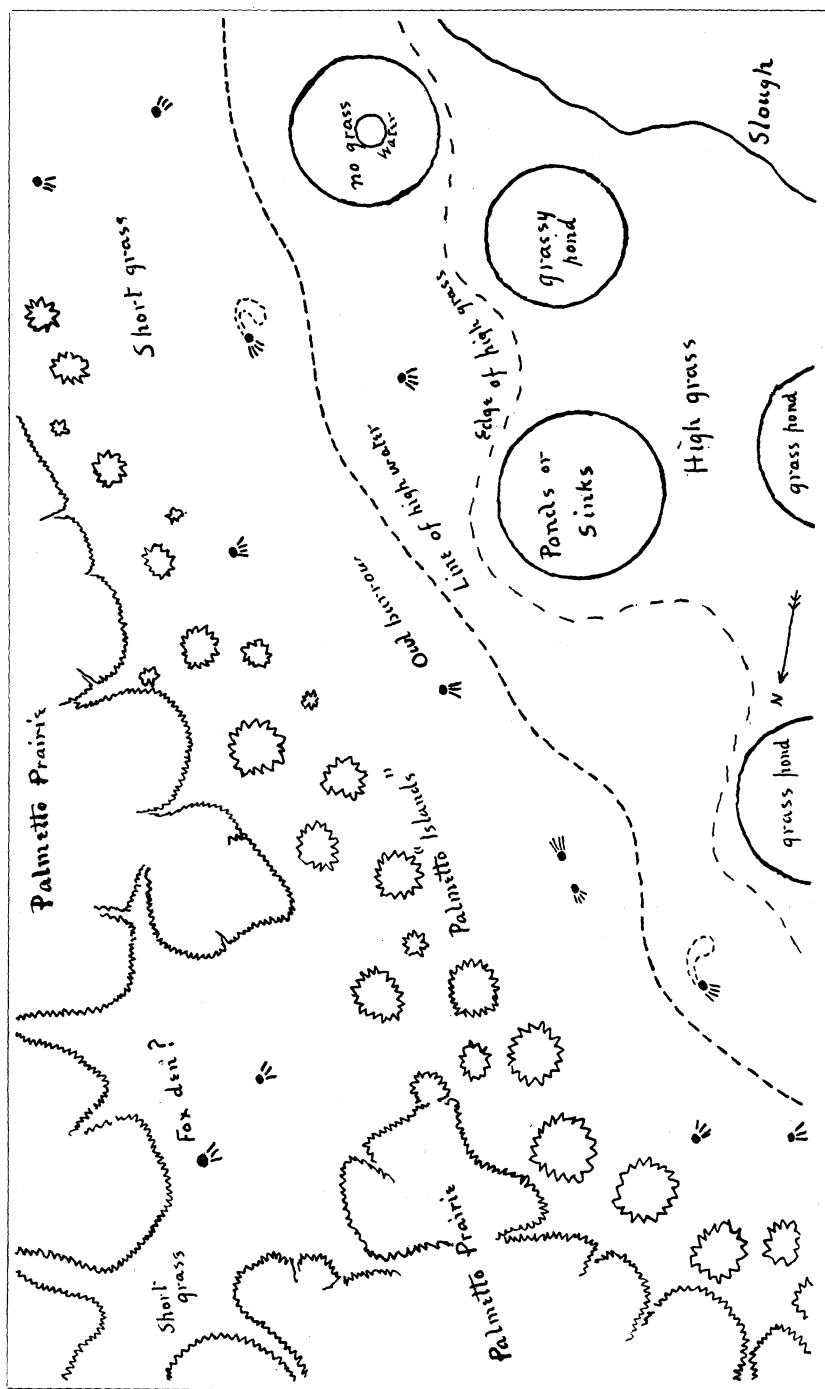 Slough
no grass
Water
grassy
pond
Short grass
Edge of high grass
High grass
grass pond
Line of high water
Ponds or
Sinks
Owl burrow
N
Palmetto Prairie
grass pond
Palmetto
"Islands"
Fox den?
Short
grass
Palmetto Prairie